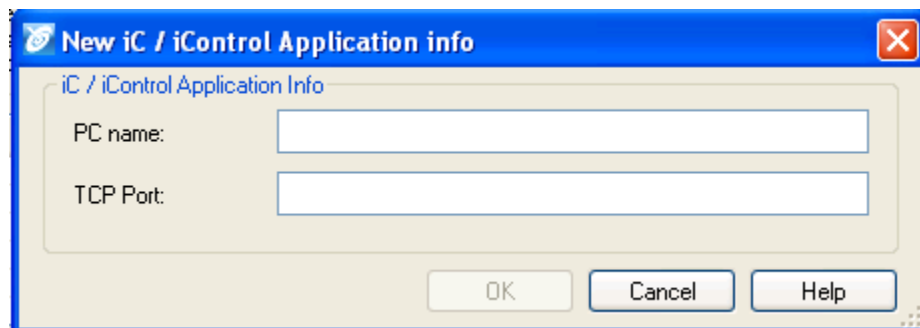 New iC / iControl Application info
iC / iControl Application Info
PC name:
TCP Port:
OK Cancel Help